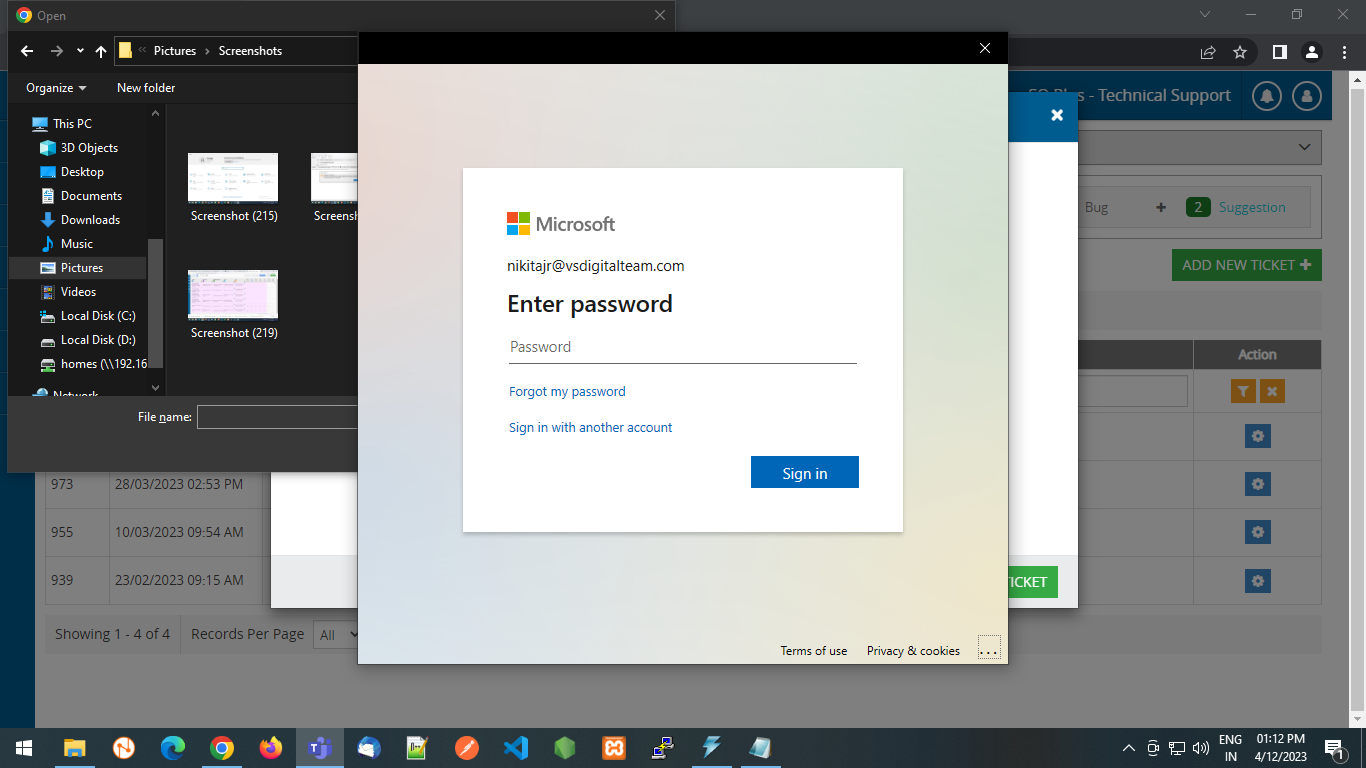 Open
Pictures
Screenshots
Organize
New folder
This PC
3D Objects
Desktop
Documents
Downloads
Music
Pictures
Videos
Local Disk (C:)
Local Disk (D:)
homes (\\192.16
Network
Screenshot (215)
Screenshot (219)
File name:
Microsoft
nikitajr@vsdigitalteam.com
Enter password
Password
Forgot my password
Sign in with another account
Sign in
Terms of use
Privacy & cookies
...
- Technical Support
Bug
2 Suggestion
ADD NEW TICKET
Action
973 28/03/2023 02:53 PM
955 10/03/2023 09:54 AM
939 23/02/2023 09:15 AM
TICKET
Showing 1 - 4 of 4
Records Per Page
All
ENG
IN
01:12 PM
4/12/2023
1